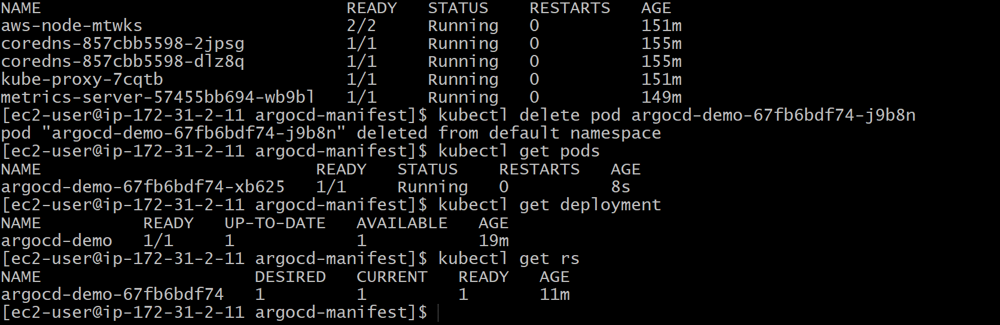 NAME READY STATUS RESTARTS AGE
aws-node-mtwks 2/2 Running 0 151m
coredns-857cbb5598-2jpsg 1/1 Running 0 155m
coredns-857cbb5598-dlz8q 1/1 Running 0 155m
kube-proxy-7cqtb 1/1 Running 0 151m
metrics-server-57455bb694-wb9bl 1/1 Running 0 149m
[ec2-user@ip-172-31-2-11 argocd-manifest]$ kubectl delete pod argocd-demo-67fb6bdf74-j9b8n
pod "argocd-demo-67fb6bdf74-j9b8n" deleted from default namespace
[ec2-user@ip-172-31-2-11 argocd-manifest]$ kubectl get pods
NAME READY STATUS RESTARTS AGE
argocd-demo-67fb6bdf74-xb625 1/1 Running 0 8s
[ec2-user@ip-172-31-2-11 argocd-manifest]$ kubectl get deployment
NAME READY UP-TO-DATE AVAILABLE AGE
argocd-demo 1/1 1 1 19m
[ec2-user@ip-172-31-2-11 argocd-manifest]$ kubectl get rs
NAME DESIRED CURRENT READY AGE
argocd-demo-67fb6bdf74 1 1 1 11m
[ec2-user@ip-172-31-2-11 argocd-manifest]$